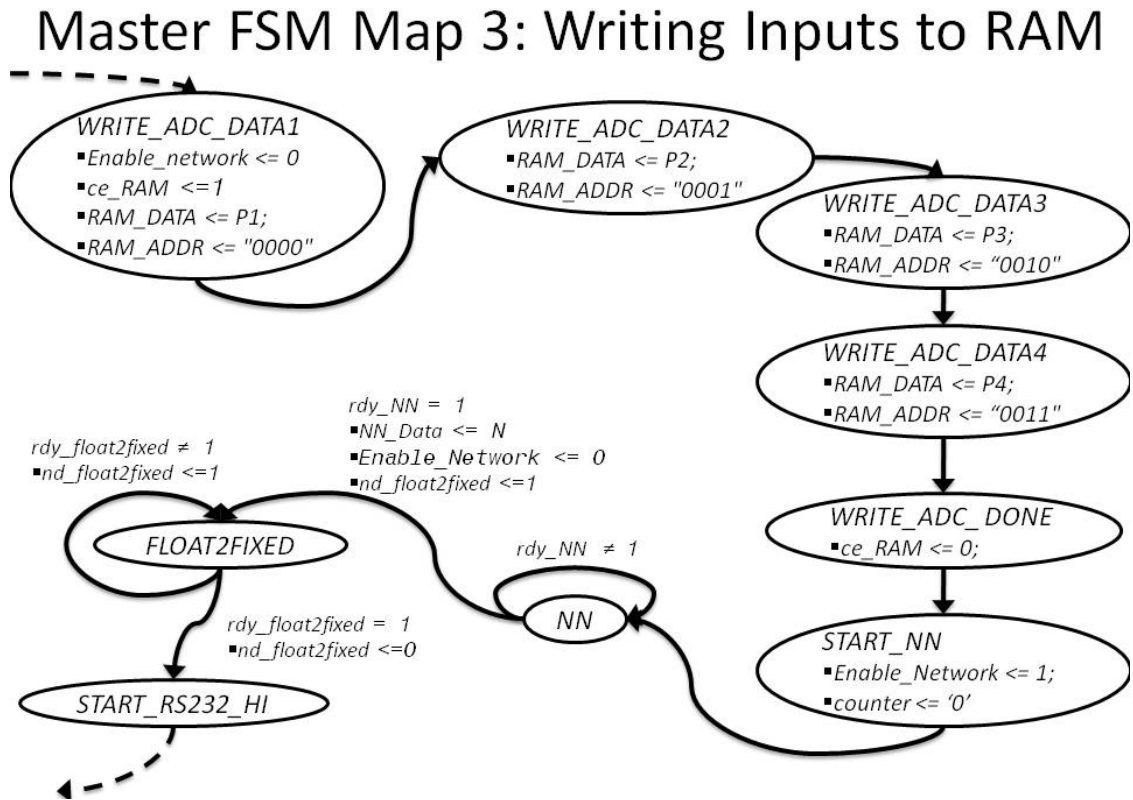 Master FSM Map 3: Writing Inputs to RAM
WRITE_ADC_DATA1
▪Enable_network <= 0
▪ce_RAM <=1
▪RAM_DATA <= P1;
▪RAM_ADDR <= "0000"
WRITE_ADC_DATA2
▪RAM_DATA <= P2;
▪RAM_ADDR <= "0001"
WRITE_ADC_DATA3
▪RAM_DATA <= P3;
▪RAM_ADDR <= “0010"
WRITE_ADC_DATA4
▪RAM_DATA <= P4;
▪RAM_ADDR <= “0011"
WRITE_ADC_DONE
▪ce_RAM <= 0;
START_NN
▪Enable_Network <= 1;
▪counter <= ‘0’
rdy_NN ≠ 1
NN
rdy_NN = 1
▪NN_Data <= N
▪Enable_Network <= 0
▪nd_float2fixed <=1
rdy_float2fixed ≠ 1
▪nd_float2fixed <=1
FLOAT2FIXED
rdy_float2fixed = 1
▪nd_float2fixed <=0
START_RS232_HI